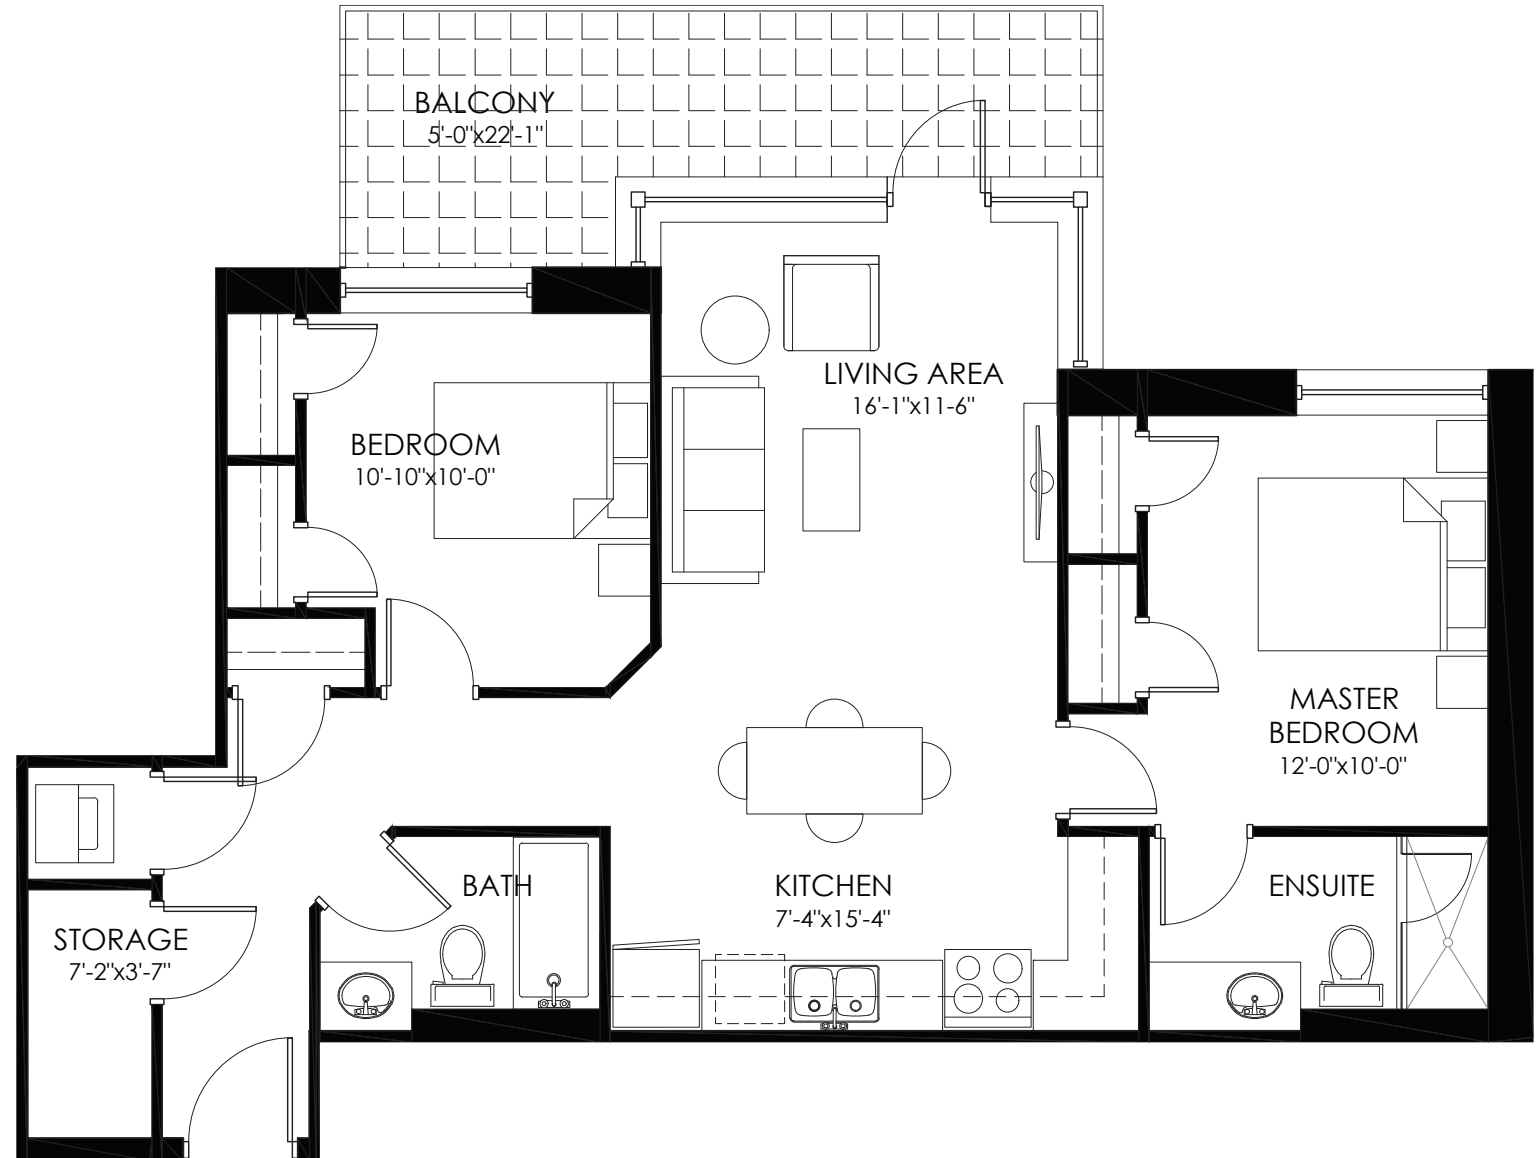 BALCONY
5'-0"x22'-1"
LIVING AREA
16'-1"x11-6"
BEDROOM
10'-10"x10'-0"
MASTER
BEDROOM
12'-0"x10'-0"
BATH
KITCHEN
7'-4"x15'-4"
ENSUITE
STORAGE
7'-2"x3'-7"